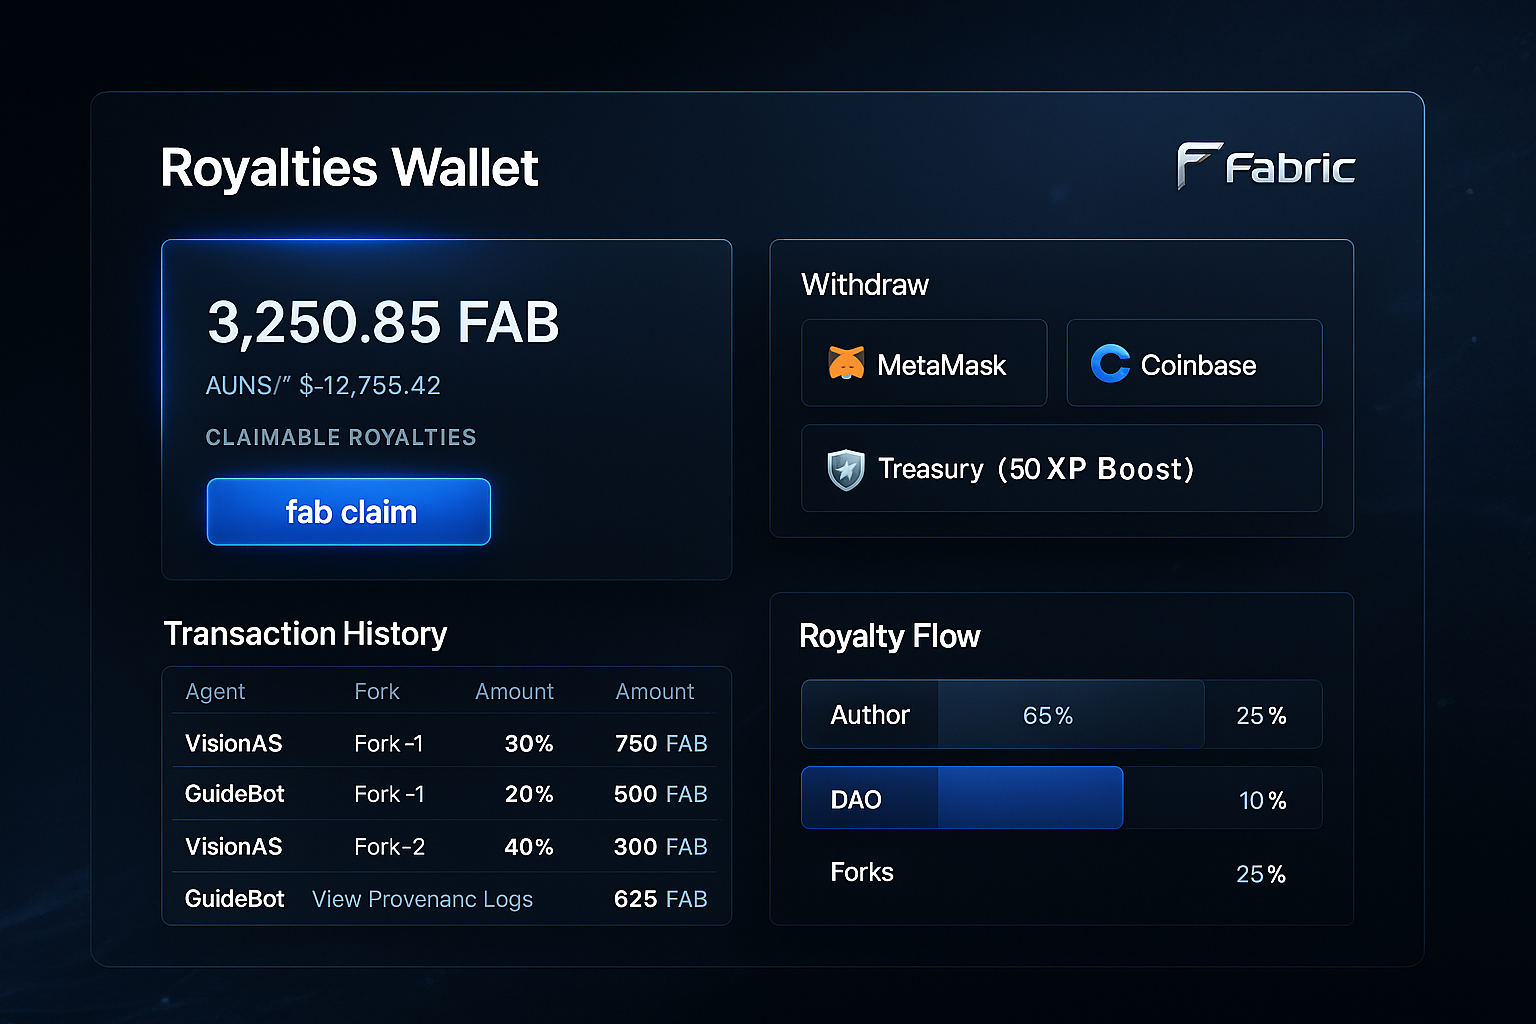 Royalties Wallet
Fabric
3,250.85 FAB
AUNS/″ $-12,755.42
CLAIMABLE ROYALTIES
fab claim
Withdraw
MetaMask
Coinbase
Treasury (50 XP Boost)
Transaction History
Agent Fork Amount Amount
VisionAS Fork-1 30% 750 FAB
GuideBot Fork-1 20% 500 FAB
VisionAS Fork-2 40% 300 FAB
GuideBot View Provenanc Logs 625 FAB
Royalty Flow
Author 65% 25%
DAO 10%
Forks 25%